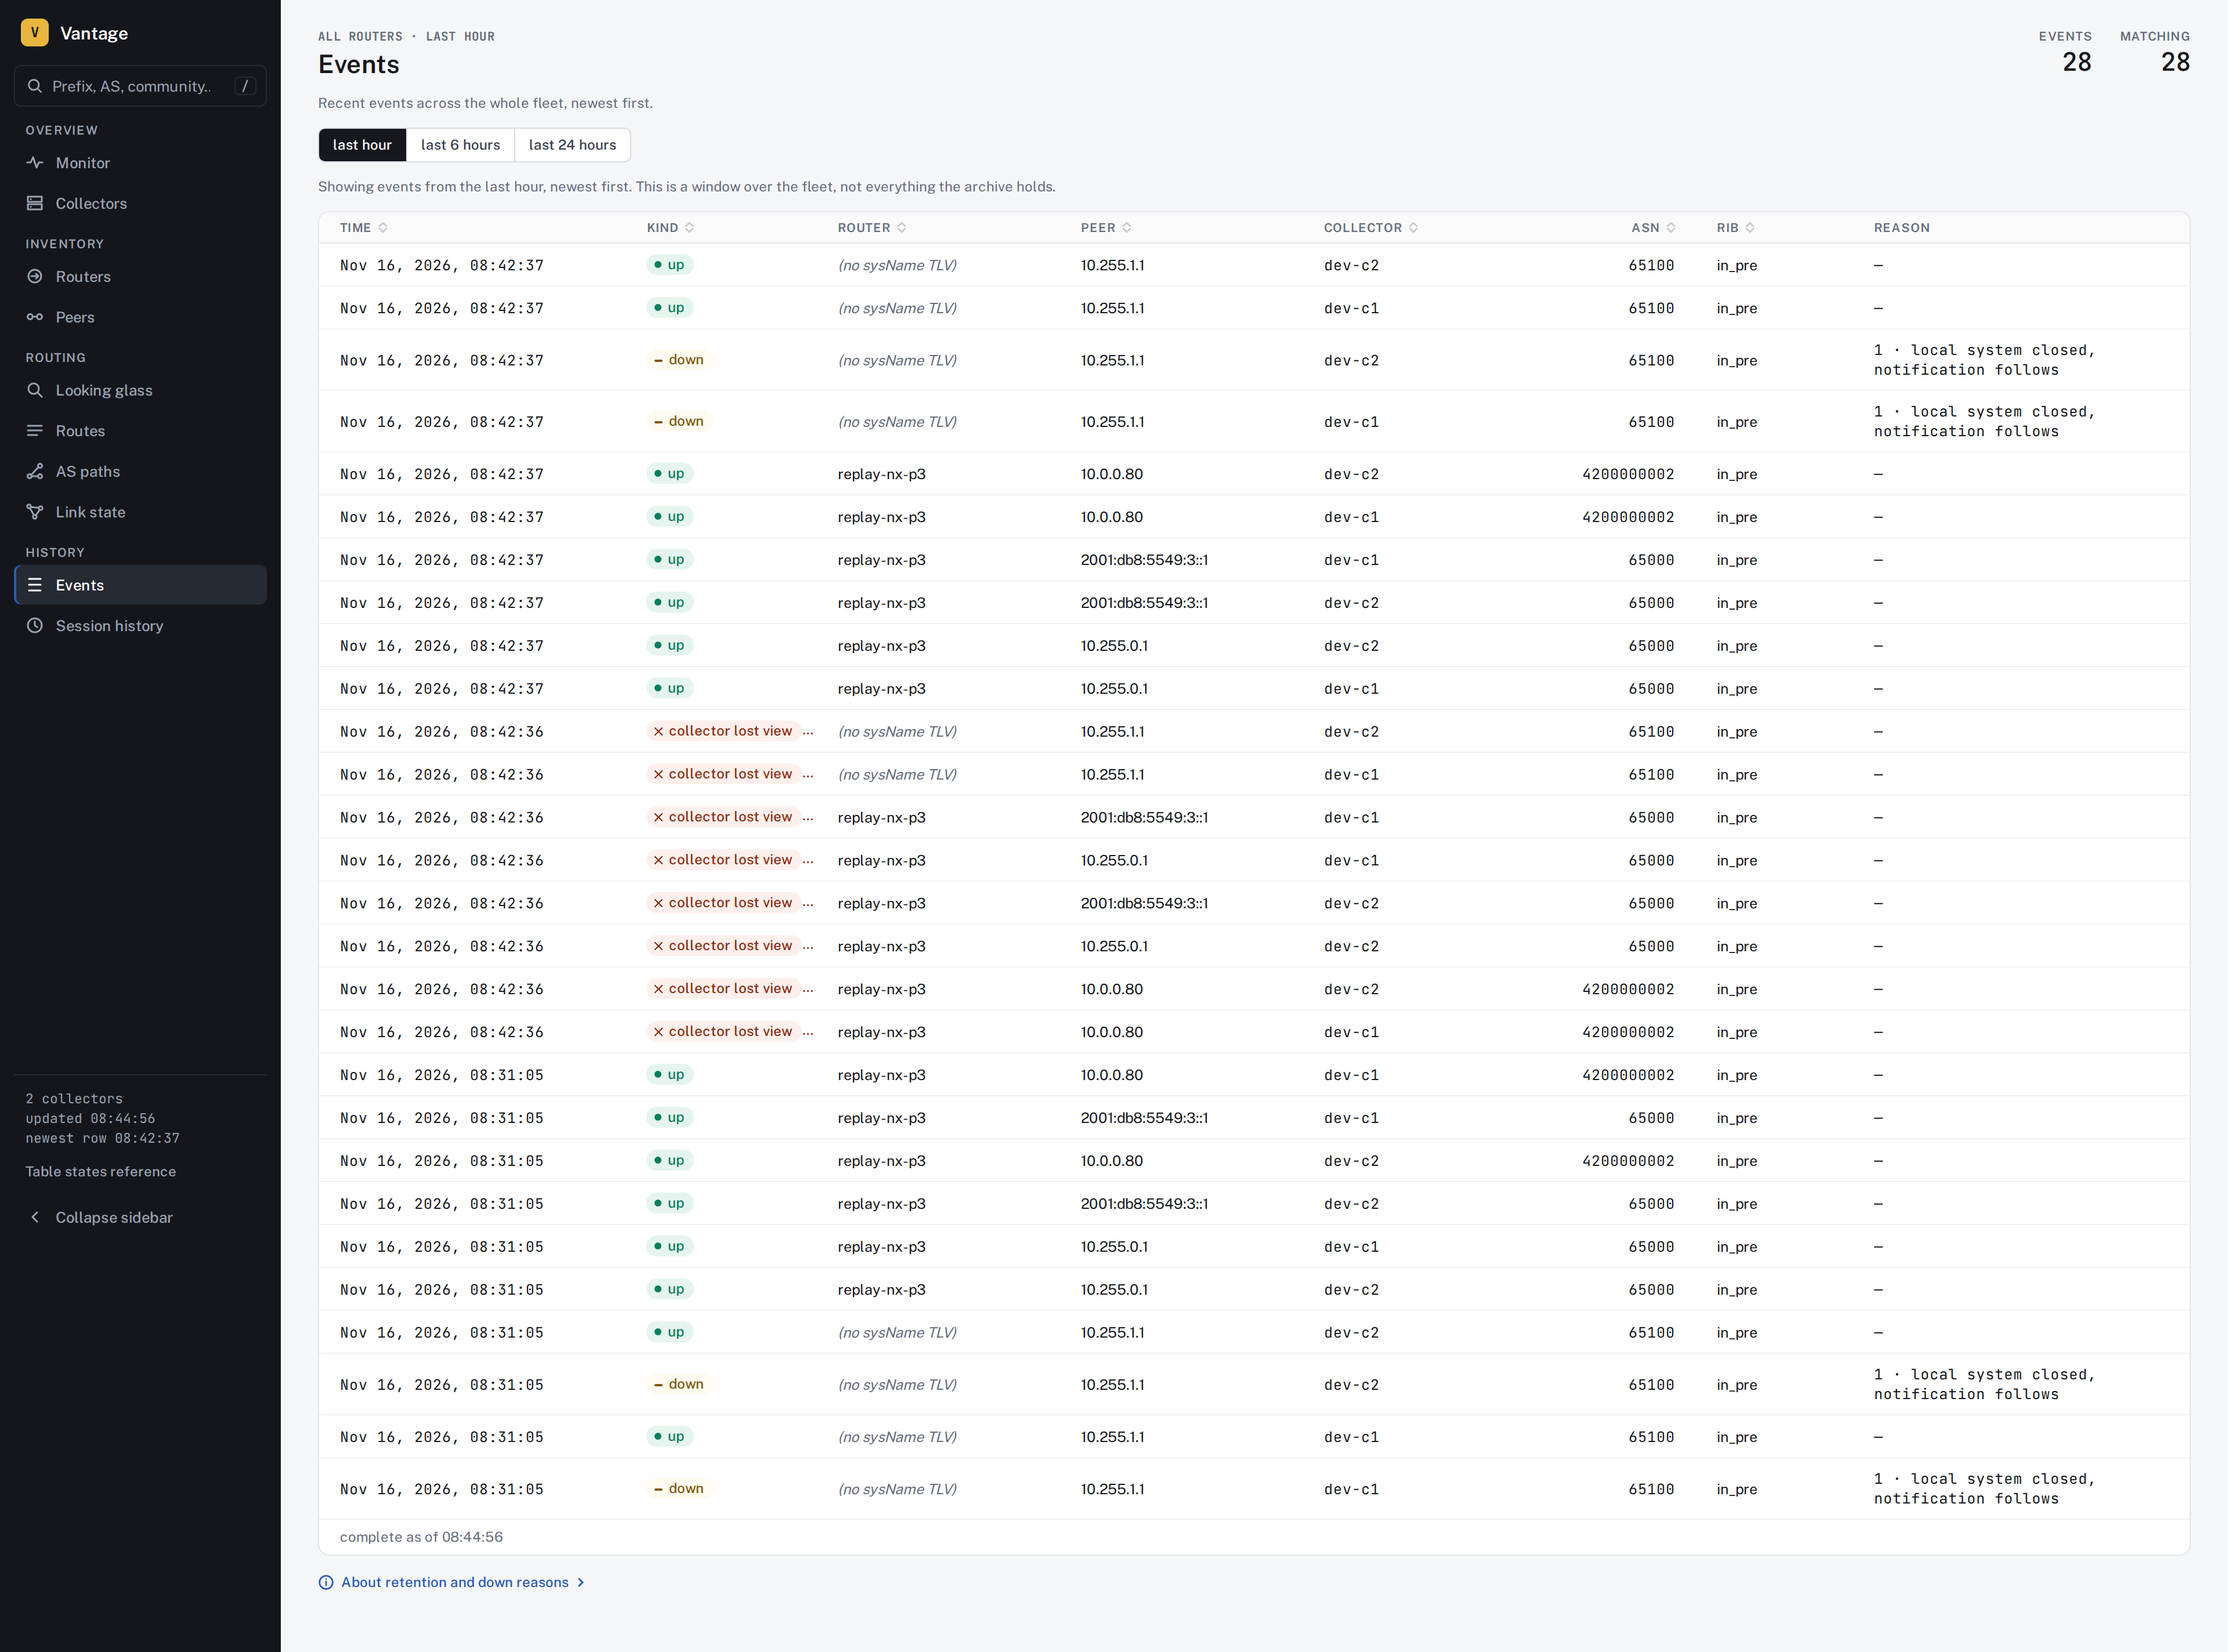 V Vantage
Prefix, AS, community.. /
OVERVIEW
Monitor
Collectors
INVENTORY
Routers
Peers
ROUTING
Looking glass
Routes
AS paths
Link state
HISTORY
Events
Session history
2 collectors
updated 08:44:56
newest row 08:42:37
Table states reference
Collapse sidebar
ALL ROUTERS · LAST HOUR
Events
EVENTS MATCHING
28 28
Recent events across the whole fleet, newest first.
last hour last 6 hours last 24 hours
Showing events from the last hour, newest first. This is a window over the fleet, not everything the archive holds.
TIME KIND ROUTER PEER COLLECTOR ASN RIB REASON
Nov 16, 2026, 08:42:37 up (no sysName TLV) 10.255.1.1 dev-c2 65100 in_pre —
Nov 16, 2026, 08:42:37 up (no sysName TLV) 10.255.1.1 dev-c1 65100 in_pre —
Nov 16, 2026, 08:42:37 down (no sysName TLV) 10.255.1.1 dev-c2 65100 in_pre 1 · local system closed,
notification follows
Nov 16, 2026, 08:42:37 down (no sysName TLV) 10.255.1.1 dev-c1 65100 in_pre 1 · local system closed,
notification follows
Nov 16, 2026, 08:42:37 up replay-nx-p3 10.0.0.80 dev-c2 4200000002 in_pre —
Nov 16, 2026, 08:42:37 up replay-nx-p3 10.0.0.80 dev-c1 4200000002 in_pre —
Nov 16, 2026, 08:42:37 up replay-nx-p3 2001:db8:5549:3::1 dev-c1 65000 in_pre —
Nov 16, 2026, 08:42:37 up replay-nx-p3 2001:db8:5549:3::1 dev-c2 65000 in_pre —
Nov 16, 2026, 08:42:37 up replay-nx-p3 10.255.0.1 dev-c2 65000 in_pre —
Nov 16, 2026, 08:42:37 up replay-nx-p3 10.255.0.1 dev-c1 65000 in_pre —
Nov 16, 2026, 08:42:36 collector lost view … (no sysName TLV) 10.255.1.1 dev-c2 65100 in_pre —
Nov 16, 2026, 08:42:36 collector lost view … (no sysName TLV) 10.255.1.1 dev-c1 65100 in_pre —
Nov 16, 2026, 08:42:36 collector lost view … replay-nx-p3 2001:db8:5549:3::1 dev-c1 65000 in_pre —
Nov 16, 2026, 08:42:36 collector lost view … replay-nx-p3 10.255.0.1 dev-c1 65000 in_pre —
Nov 16, 2026, 08:42:36 collector lost view … replay-nx-p3 2001:db8:5549:3::1 dev-c2 65000 in_pre —
Nov 16, 2026, 08:42:36 collector lost view … replay-nx-p3 10.255.0.1 dev-c2 65000 in_pre —
Nov 16, 2026, 08:42:36 collector lost view … replay-nx-p3 10.0.0.80 dev-c2 4200000002 in_pre —
Nov 16, 2026, 08:42:36 collector lost view … replay-nx-p3 10.0.0.80 dev-c1 4200000002 in_pre —
Nov 16, 2026, 08:31:05 up replay-nx-p3 10.0.0.80 dev-c1 4200000002 in_pre —
Nov 16, 2026, 08:31:05 up replay-nx-p3 2001:db8:5549:3::1 dev-c1 65000 in_pre —
Nov 16, 2026, 08:31:05 up replay-nx-p3 10.0.0.80 dev-c2 4200000002 in_pre —
Nov 16, 2026, 08:31:05 up replay-nx-p3 2001:db8:5549:3::1 dev-c2 65000 in_pre —
Nov 16, 2026, 08:31:05 up replay-nx-p3 10.255.0.1 dev-c1 65000 in_pre —
Nov 16, 2026, 08:31:05 up replay-nx-p3 10.255.0.1 dev-c2 65000 in_pre —
Nov 16, 2026, 08:31:05 up (no sysName TLV) 10.255.1.1 dev-c2 65100 in_pre —
Nov 16, 2026, 08:31:05 down (no sysName TLV) 10.255.1.1 dev-c2 65100 in_pre 1 · local system closed,
notification follows
Nov 16, 2026, 08:31:05 up (no sysName TLV) 10.255.1.1 dev-c1 65100 in_pre —
Nov 16, 2026, 08:31:05 down (no sysName TLV) 10.255.1.1 dev-c1 65100 in_pre 1 · local system closed,
notification follows
complete as of 08:44:56
About retention and down reasons